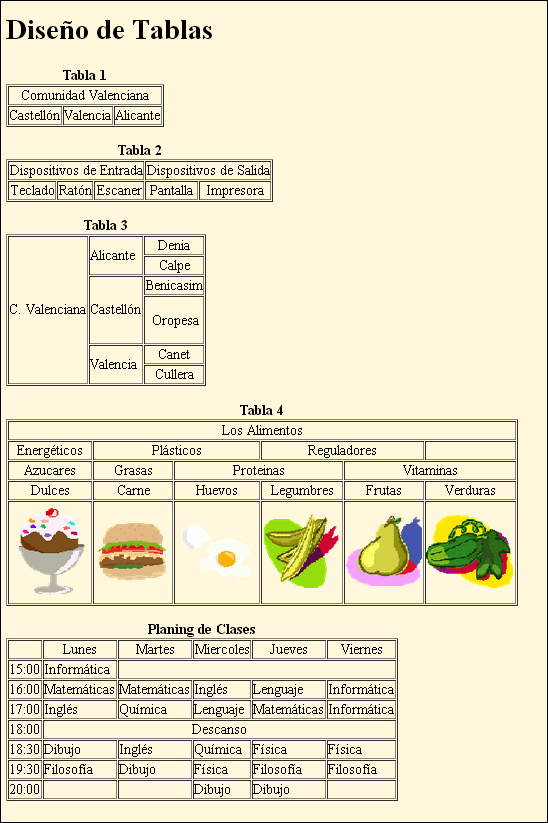 Diseño de Tablas
Tabla 1
Comunidad Valenciana
Castellón Valencia Alicante
Tabla 2
Dispositivos de Entrada Dispositivos de Salida
Teclado Ratón Escaner Pantalla Impresora
Tabla 3
C. Valenciana Alicante Denia
Calpe
Castellón Benicasim
Oropesa
Valencia Canet
Cullera
Tabla 4
Los Alimentos
Energéticos Plásticos Reguladores
Azucares Grasas Proteinas Vitaminas
Dulces Carne Huevos Legumbres Frutas Verduras
Planing de Clases
Lunes Martes Miercoles Jueves Viernes
15:00 Informática
16:00 Matemáticas Matemáticas Inglés Lenguaje Informática
17:00 Inglés Química Lenguaje Matemáticas Informática
18:00 Descanso
18:30 Dibujo Inglés Química Física Física
19:30 Filosofía Dibujo Física Filosofía Filosofía
20:00 Dibujo Dibujo